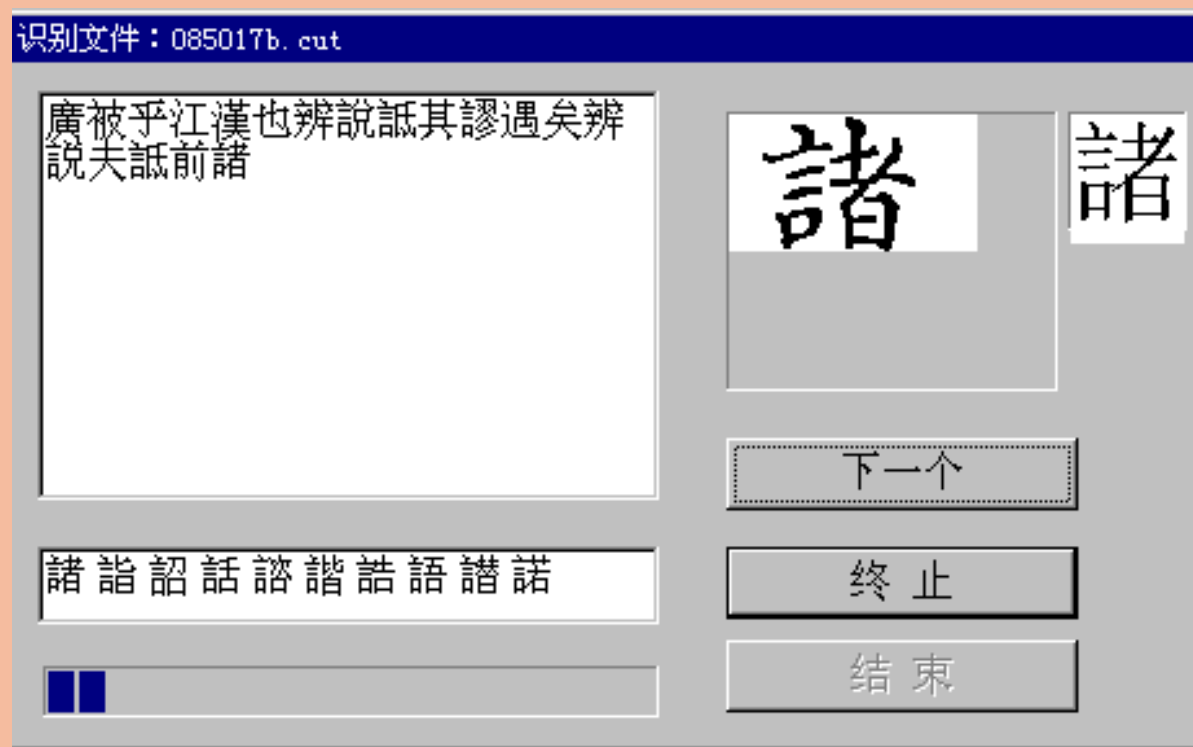 识别文件：085017b.cut
廣被乎江漢也辨說詆其謬遇矣辨
説夫詆前諸
諸
諸
下一个
諸詣詔話諮諧誥語譖諾
终止
结束